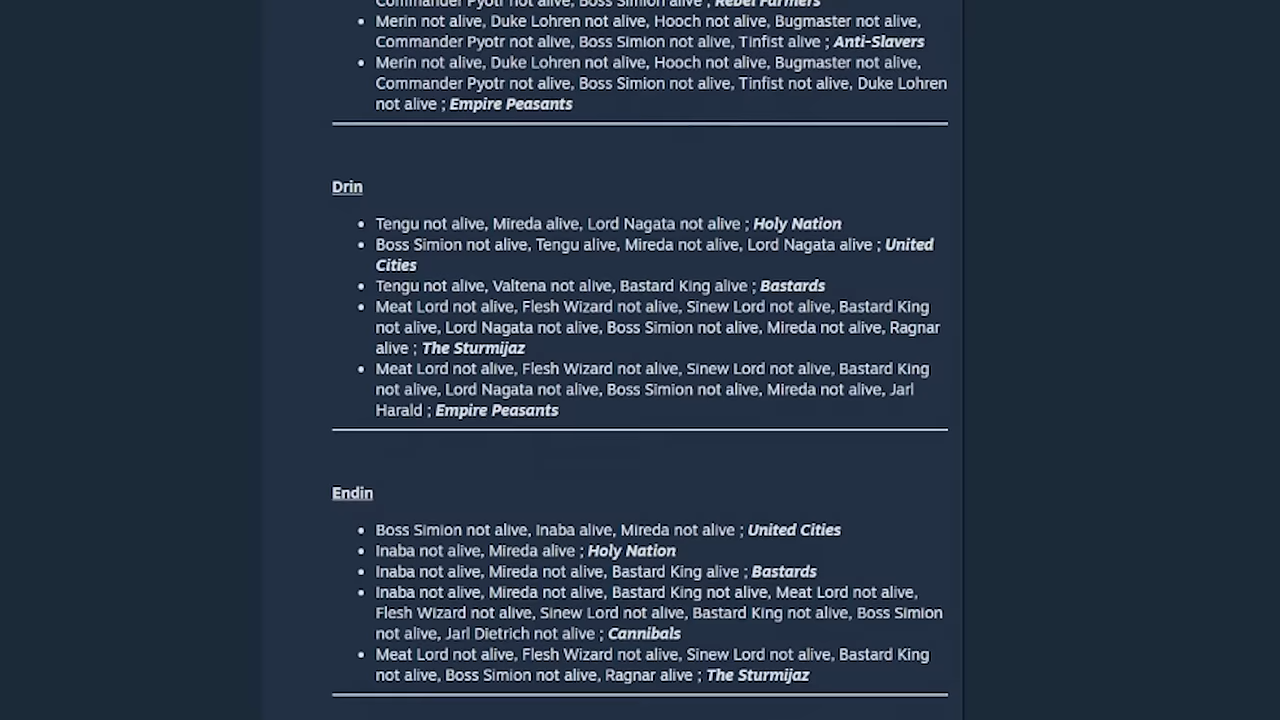 Commander Pyotr not alive, Boss Simion alive ; Rebel Farmers
Merin not alive, Duke Lohren not alive, Hooch not alive, Bugmaster not alive,
Commander Pyotr not alive, Boss Simion not alive, Tinfist alive ; Anti-Slavers
Merin not alive, Duke Lohren not alive, Hooch not alive, Bugmaster not alive,
Commander Pyotr not alive, Boss Simion not alive, Tinfist not alive, Duke Lohren
not alive ; Empire Peasants
Drin
Tengu not alive, Mireda alive, Lord Nagata not alive ; Holy Nation
Boss Simion not alive, Tengu alive, Mireda not alive, Lord Nagata alive ; United
Cities
Tengu not alive, Valtena not alive, Bastard King alive ; Bastards
Meat Lord not alive, Flesh Wizard not alive, Sinew Lord not alive, Bastard King
not alive, Lord Nagata not alive, Boss Simion not alive, Mireda not alive, Ragnar
alive ; The Sturmijaz
Meat Lord not alive, Flesh Wizard not alive, Sinew Lord not alive, Bastard King
not alive, Lord Nagata not alive, Boss Simion not alive, Mireda not alive, Jarl
Harald ; Empire Peasants
Endin
Boss Simion not alive, Inaba alive, Mireda not alive ; United Cities
Inaba not alive, Mireda alive ; Holy Nation
Inaba not alive, Mireda not alive, Bastard King alive ; Bastards
Inaba not alive, Mireda not alive, Bastard King not alive, Meat Lord not alive,
Flesh Wizard not alive, Sinew Lord not alive, Bastard King not alive, Boss Simion
not alive, Jarl Dietrich not alive ; Cannibals
Meat Lord not alive, Flesh Wizard not alive, Sinew Lord not alive, Bastard King
not alive, Boss Simion not alive, Ragnar alive ; The Sturmijaz